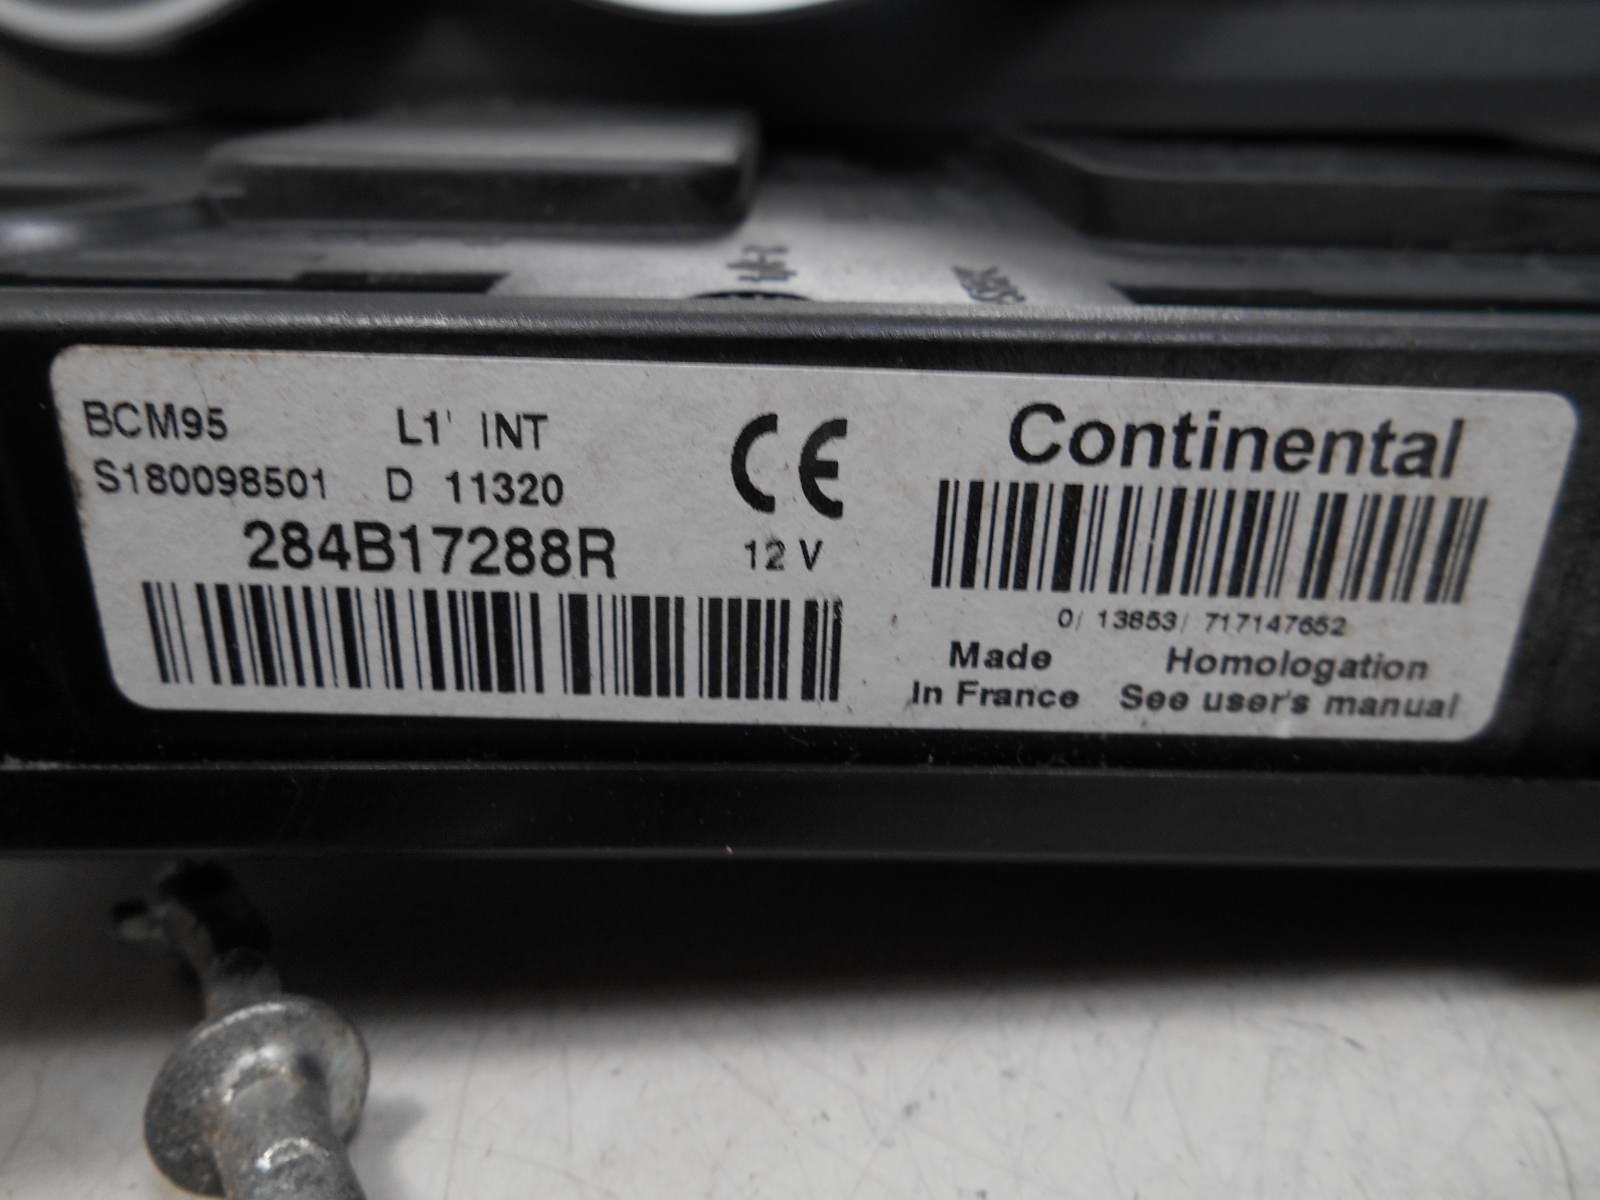 BCM95 L1' INT
S180098501 D 11320
284B17288R
CE
12 V
Continental
0/ 13853/ 717147652
Made
In France
Homologation
See user's manual